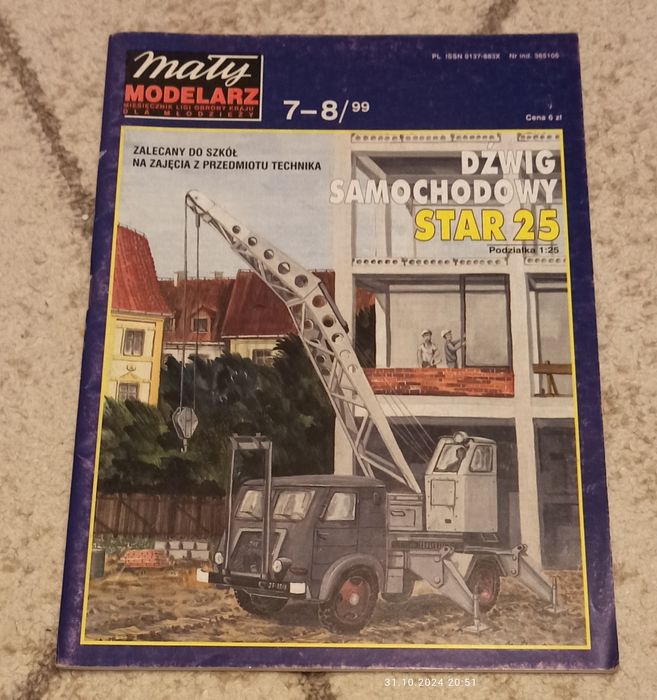 mały
MODELARZ
MIESIĘCZNIK LIGI OBRONY KRAJU
DLA MŁODZIEŻY
7–8/99
PL ISSN 0137-883X Nr ind. 365106
Cena 6 zł
ZALECANY DO SZKÓŁ
NA ZAJĘCIA Z PRZEDMIOTU TECHNIKA
DŹWIG
SAMOCHODOWY
STAR 25
Podziałka 1:25
31.10.2024 20:51